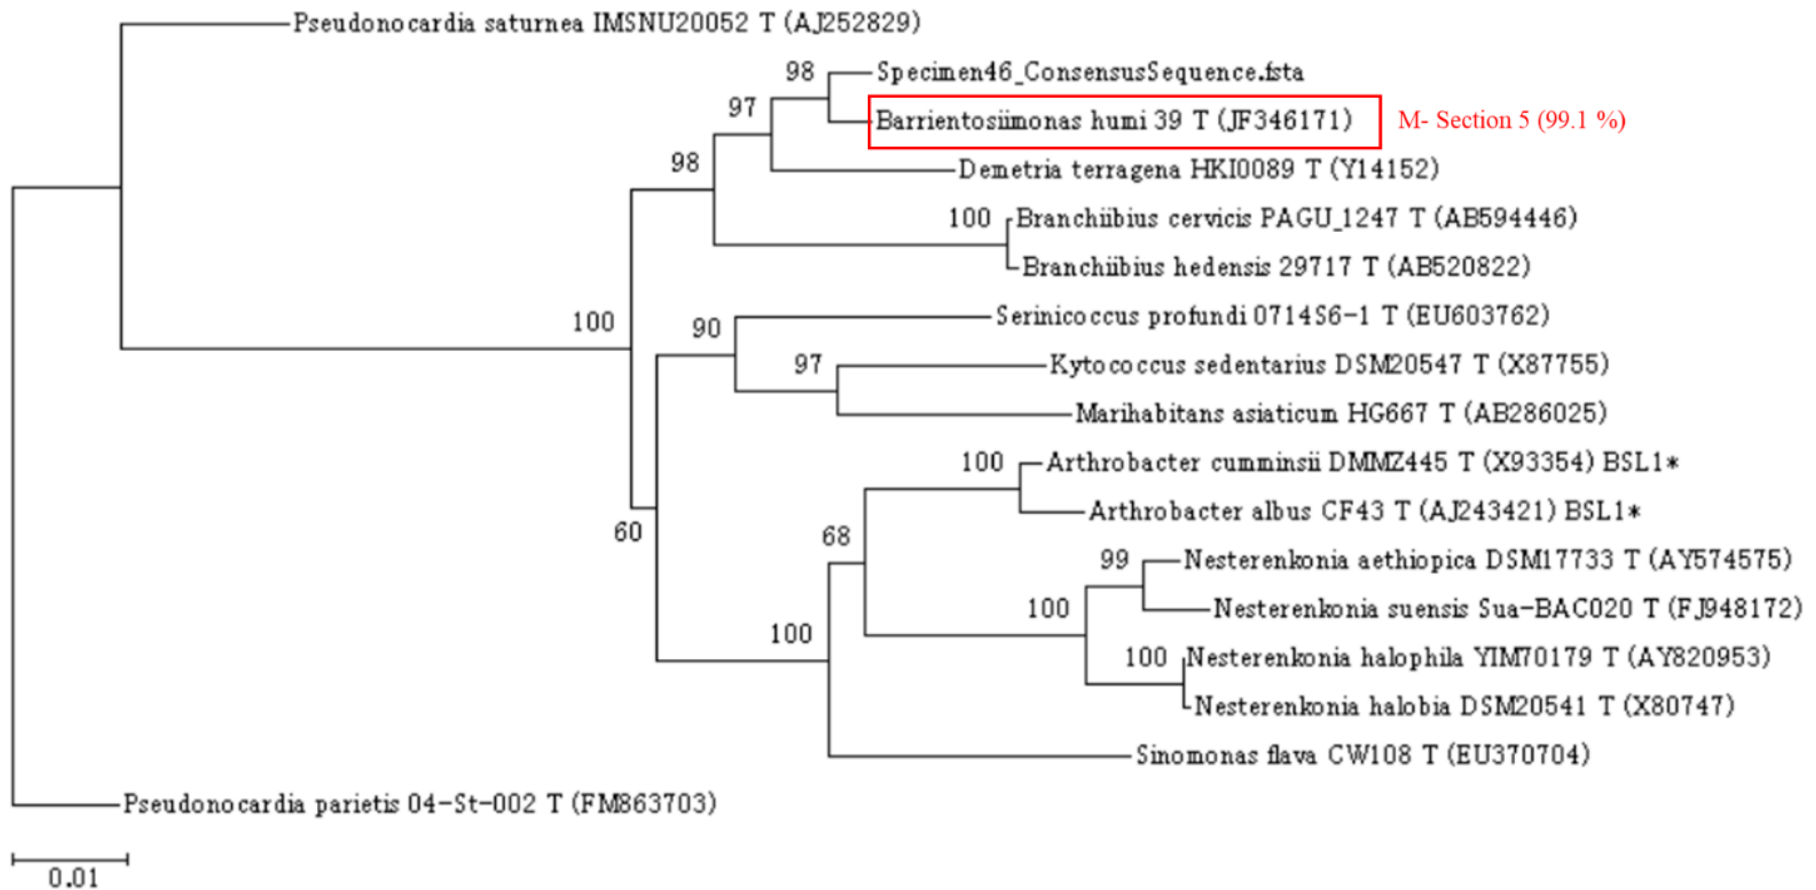 Pseudonocardia saturnea IMSNU20052 T (AJ252829)
98
Specimen46_ConsensusSequence.fsta
97
Barrientosiimonas humi 39 T (JF346171)
M- Section 5 (99.1 %)
98
Demetria terragena HKI0089 T (Y14152)
100
Branchiibius cervicis PAGU_1247 T (AB594446)
Branchiibius hedensis 29717 T (AB520822)
100
90
Serinicoccus profundi 0714S6-1 T (EU603762)
97
Kytococcus sedentarius DSM20547 T (X87755)
Marihabitans asiaticum HG667 T (AB286025)
100
Arthrobacter cumminsii DMMZ445 T (X93354) BSL1*
60
68
Arthrobacter albus CF43 T (AJ243421) BSL1*
99
Nesterenkonia aethiopica DSM17733 T (AY574575)
100
Nesterenkonia suensis Sua-BAC020 T (FJ948172)
100
100
Nesterenkonia halophila YIM70179 T (AY820953)
Nesterenkonia halobia DSM20541 T (X80747)
Sinomonas flava CW108 T (EU370704)
Pseudonocardia parietis 04-St-002 T (FM863703)
0.01